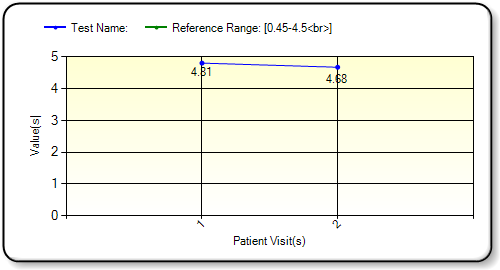 Test Name:
Reference Range: [0.45-4.5<br>]
5
4.81
4.68
4
3
2
1
0
Value(s)
1
2
Patient Visit(s)